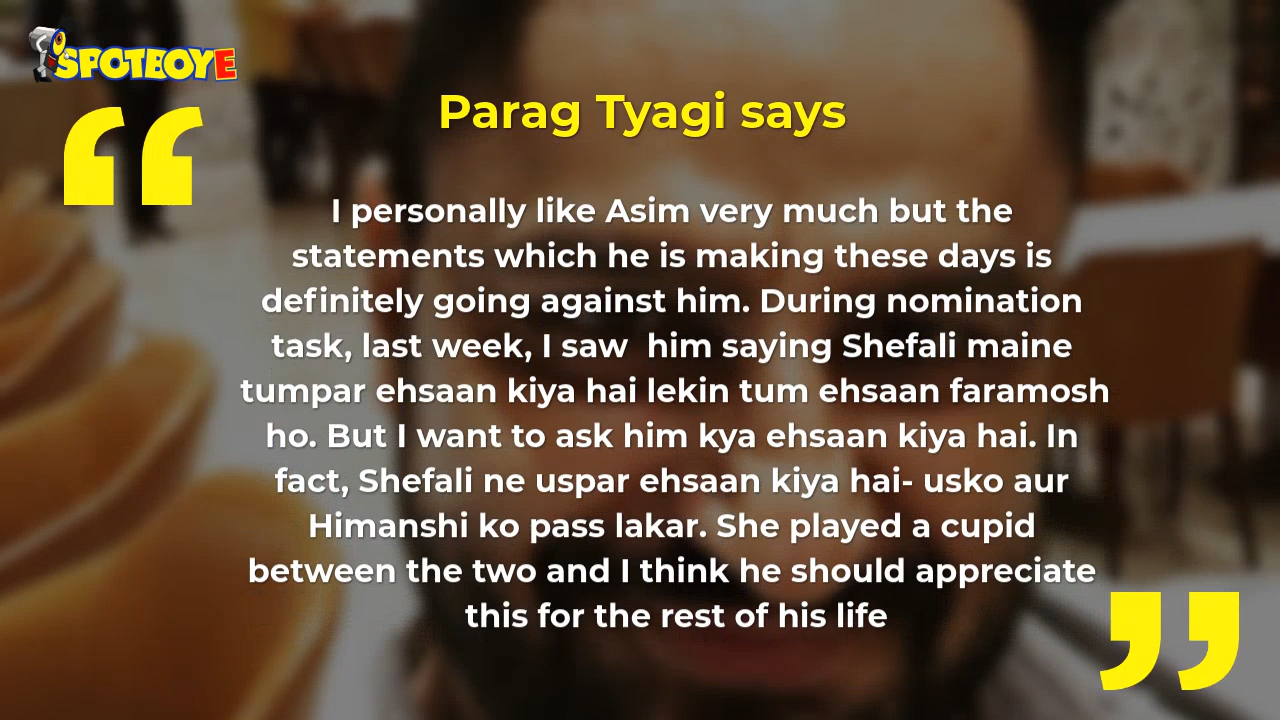 SPOTBOYE
Parag Tyagi says
I personally like Asim very much but the
statements which he is making these days is
definitely going against him. During nomination
task, last week, I saw  him saying Shefali maine
tumpar ehsaan kiya hai lekin tum ehsaan faramosh
ho. But I want to ask him kya ehsaan kiya hai. In
fact, Shefali ne uspar ehsaan kiya hai- usko aur
Himanshi ko pass lakar. She played a cupid
between the two and I think he should appreciate
this for the rest of his life